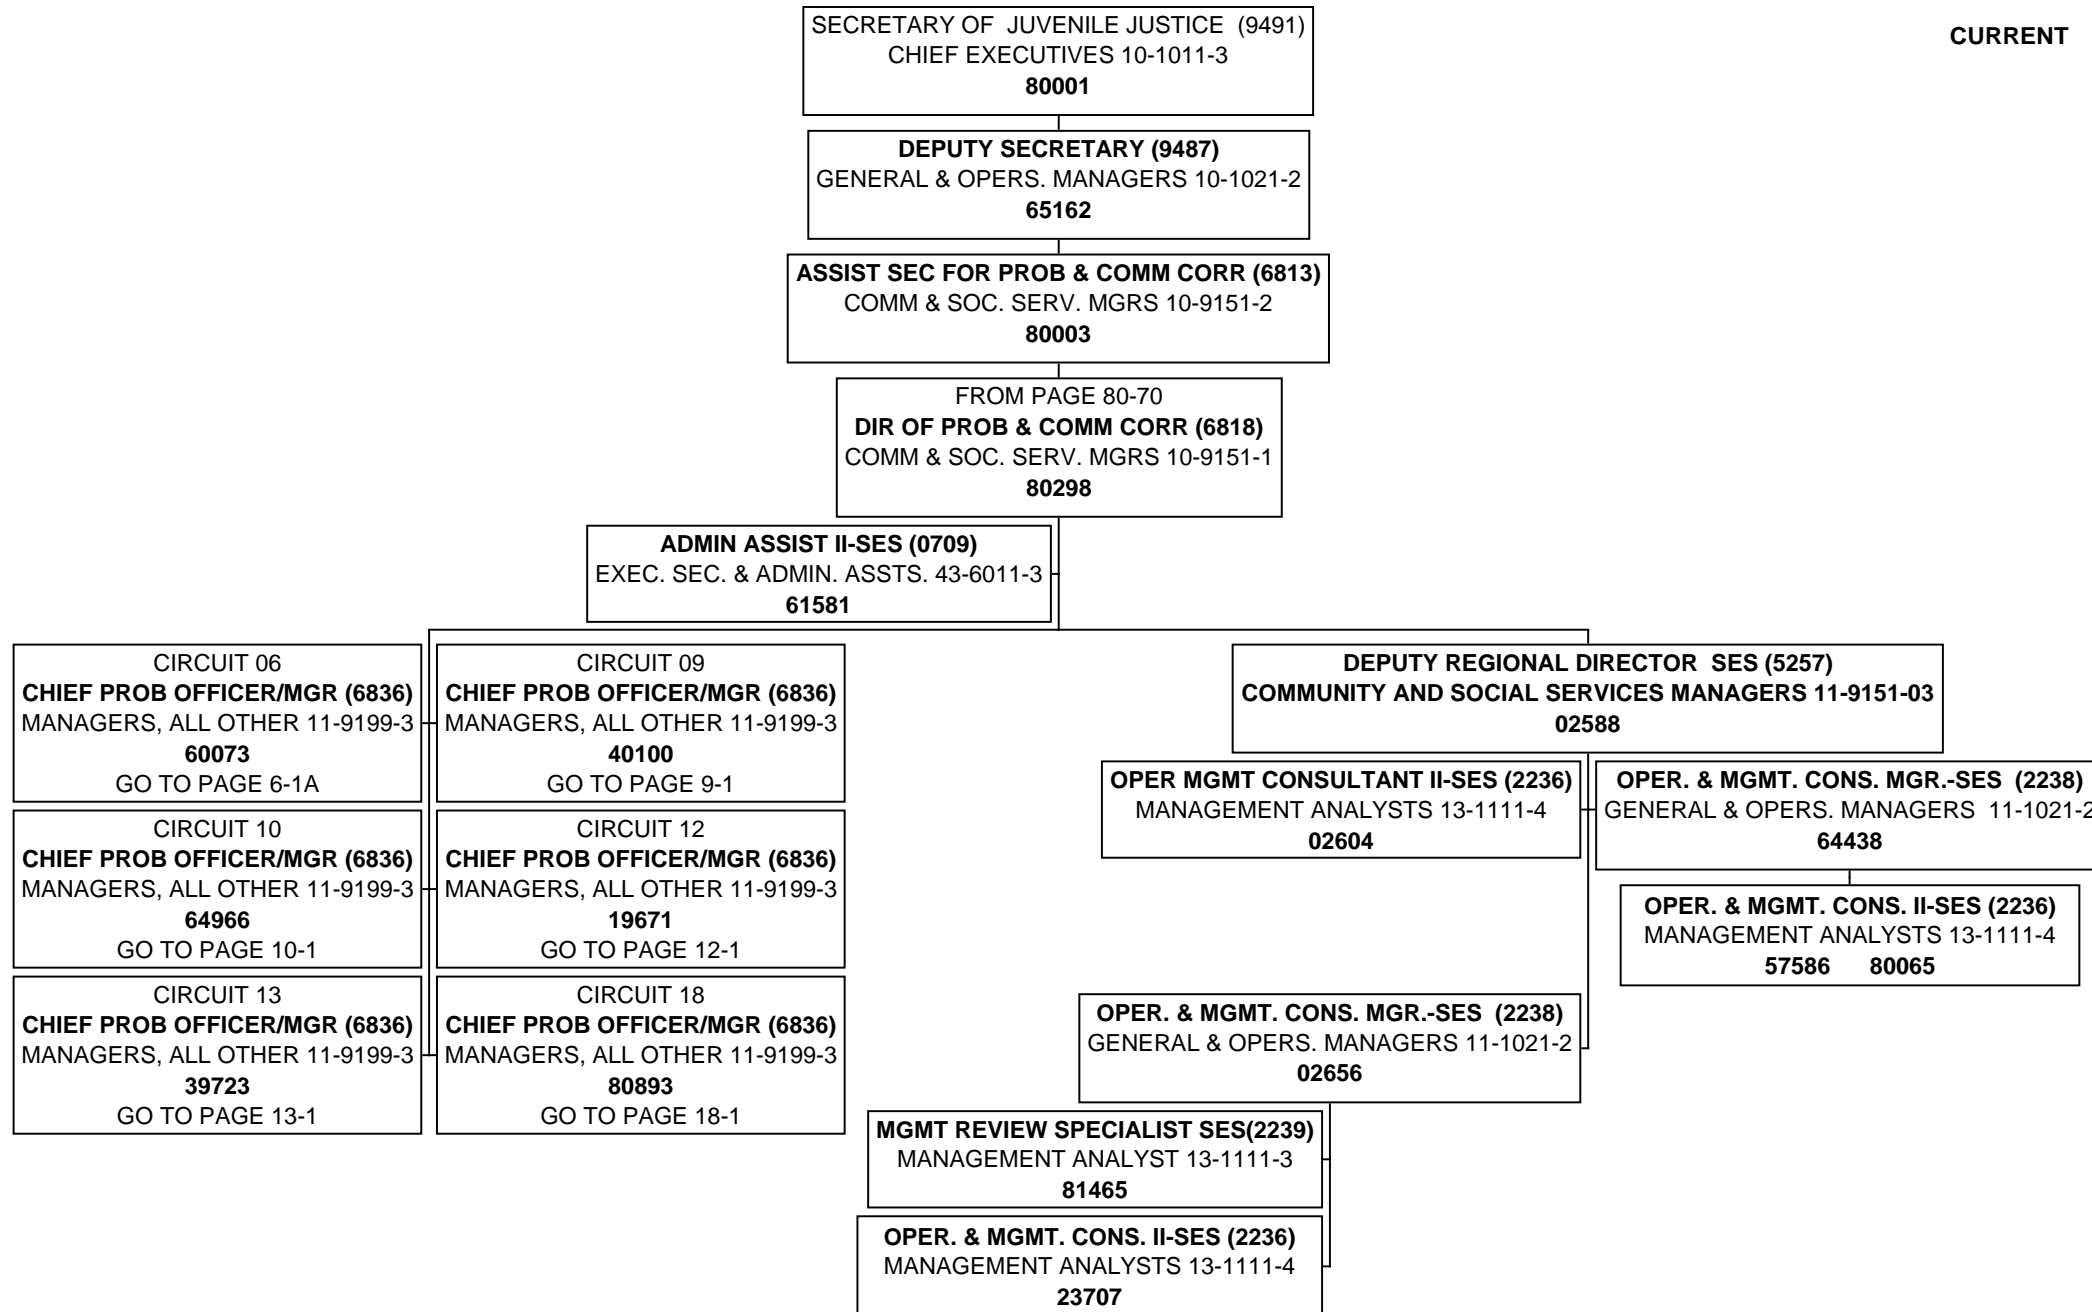 CURRENT
SECRETARY OF  JUVENILE JUSTICE  (9491)
CHIEF EXECUTIVES 10-1011-3
80001
DEPUTY SECRETARY (9487)
GENERAL & OPERS. MANAGERS 10-1021-2
65162
ASSIST SEC FOR PROB & COMM CORR (6813)
COMM & SOC. SERV. MGRS 10-9151-2
80003
FROM PAGE 80-70
DIR OF PROB & COMM CORR (6818)
COMM & SOC. SERV. MGRS 10-9151-1
80298
ADMIN ASSIST II-SES (0709)
EXEC. SEC. & ADMIN. ASSTS. 43-6011-3
61581
CIRCUIT 06
CHIEF PROB OFFICER/MGR (6836)
MANAGERS, ALL OTHER 11-9199-3
60073
GO TO PAGE 6-1A
CIRCUIT 09
CHIEF PROB OFFICER/MGR (6836)
MANAGERS, ALL OTHER 11-9199-3
40100
GO TO PAGE 9-1
CIRCUIT 10
CHIEF PROB OFFICER/MGR (6836)
MANAGERS, ALL OTHER 11-9199-3
64966
GO TO PAGE 10-1
CIRCUIT 12
CHIEF PROB OFFICER/MGR (6836)
MANAGERS, ALL OTHER 11-9199-3
19671
GO TO PAGE 12-1
CIRCUIT 13
CHIEF PROB OFFICER/MGR (6836)
MANAGERS, ALL OTHER 11-9199-3
39723
GO TO PAGE 13-1
CIRCUIT 18
CHIEF PROB OFFICER/MGR (6836)
MANAGERS, ALL OTHER 11-9199-3
80893
GO TO PAGE 18-1
DEPUTY REGIONAL DIRECTOR  SES (5257)
COMMUNITY AND SOCIAL SERVICES MANAGERS 11-9151-03
02588
OPER MGMT CONSULTANT II-SES (2236)
MANAGEMENT ANALYSTS 13-1111-4
02604
OPER. & MGMT. CONS. MGR.-SES  (2238)
GENERAL & OPERS. MANAGERS  11-1021-2
64438
OPER. & MGMT. CONS. II-SES (2236)
MANAGEMENT ANALYSTS 13-1111-4
57586      80065
OPER. & MGMT. CONS. MGR.-SES  (2238)
GENERAL & OPERS. MANAGERS 11-1021-2
02656
MGMT REVIEW SPECIALIST SES(2239)
MANAGEMENT ANALYST 13-1111-3
81465
OPER. & MGMT. CONS. II-SES (2236)
MANAGEMENT ANALYSTS 13-1111-4
23707